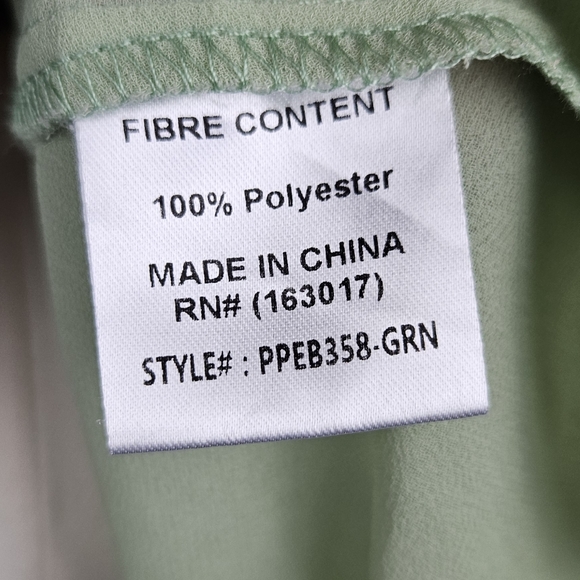 FIBRE CONTENT
100% Polyester
MADE IN CHINA
RN# (163017)
STYLE# : PPEB358-GRN